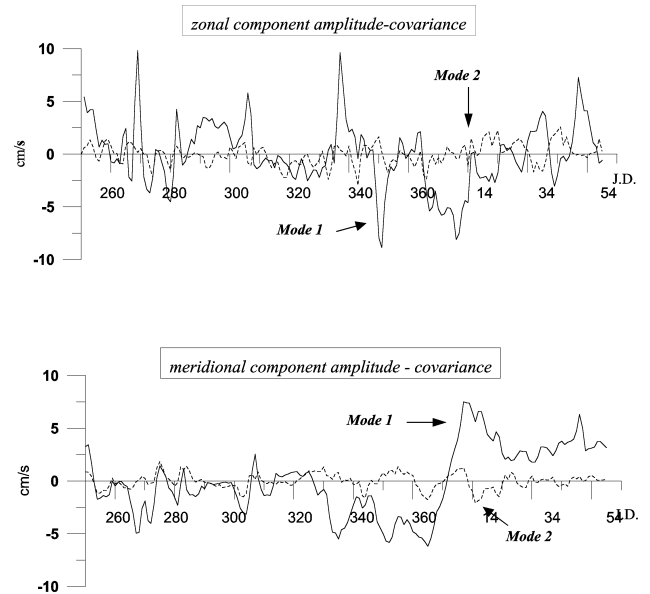 zonal component amplitude-covariance
10
Mode 2
5
cm/s
0
J.D.
260 280 300 320 340 360 14 34 54
-5
Mode 1
-10
meridional component amplitude - covariance
10
Mode 1
5
cm/s
0
260 280 300 320 340 360 14 34 54 J.D.
-5
Mode 2
-10